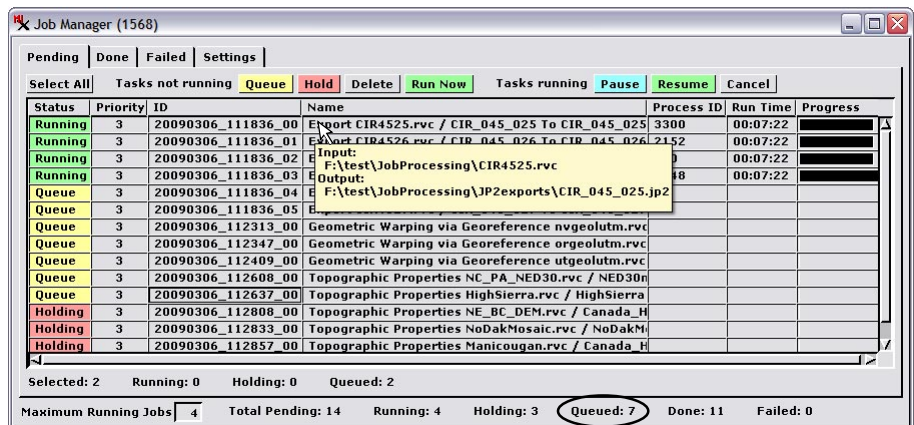 Job Manager (1568)
Pending Done Failed Settings
Select All Tasks not running Queue Hold Delete Run Now Tasks running Pause Resume Cancel
Status Priority ID Name Process ID Run Time Progress
Running 3 20090306_111836_00 Export CIR4525.rvc / CIR_045_025 To CIR_045_025 3300 00:07:22
Running 3 20090306_111836_01 Export CIR4526.rvc / CIR_045_026 To CIR_045_026 2152 00:07:22
Running 3 20090306_111836_02 00:07:22
Running 3 20090306_111836_03 00:07:22
Input:
F:\test\JobProcessing\CIR4525.rvc
Output:
F:\test\JobProcessing\JP2exports\CIR_045_025.jp2
Queue 3 20090306_111836_04
Queue 3 20090306_111836_05
Queue 3 20090306_112313_00 Geometric Warping via Georeference nvgeolutm.rvc
Queue 3 20090306_112347_00 Geometric Warping via Georeference orgeolutm.rvc
Queue 3 20090306_112409_00 Geometric Warping via Georeference utgeolutm.rvc
Queue 3 20090306_112608_00 Topographic Properties NC_PA_NED30.rvc / NED30m
Queue 3 20090306_112637_00 Topographic Properties HighSierra.rvc / HighSierra
Holding 3 20090306_112808_00 Topographic Properties NE_BC_DEM.rvc / Canada_H
Holding 3 20090306_112833_00 Topographic Properties NoDakMosaic.rvc / NoDakM
Holding 3 20090306_112857_00 Topographic Properties Manicougan.rvc / Canada_H
Selected: 2 Running: 0 Holding: 0 Queued: 2
Maximum Running Jobs 4 Total Pending: 14 Running: 4 Holding: 3 Queued: 7 Done: 11 Failed: 0